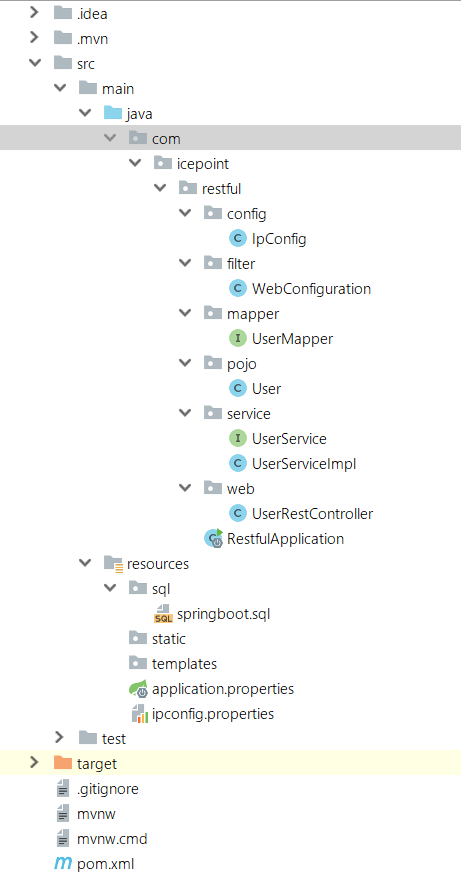 .idea
.mvn
src
main
java
com
icepoint
restful
config
C IpConfig
filter
C WebConfiguration
mapper
I UserMapper
pojo
C User
service
I UserService
C UserServiceImpl
web
C UserRestController
C RestfulApplication
resources
sql
SQL springboot.sql
static
templates
application.properties
ipconfig.properties
test
target
.gitignore
mvnw
mvnw.cmd
m pom.xml